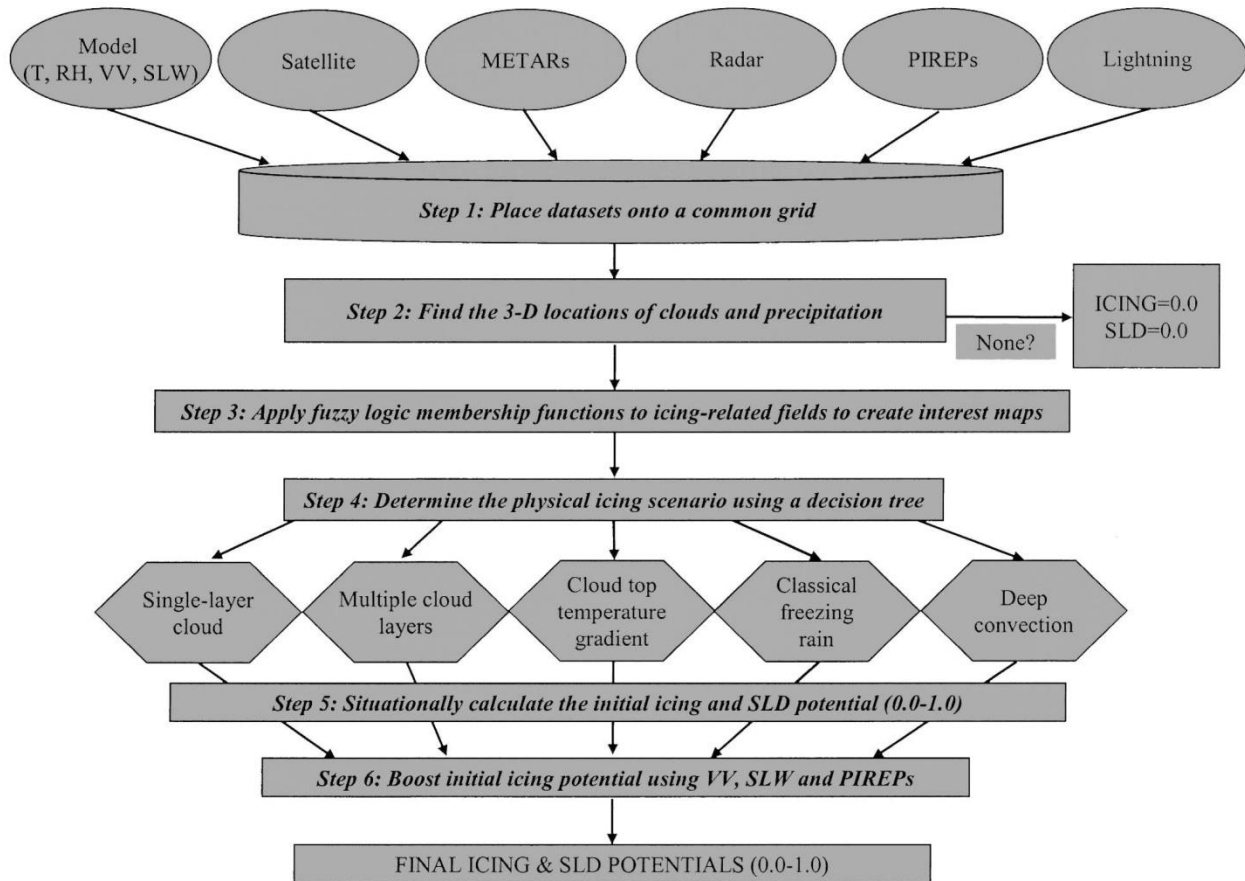 Model
(T, RH, VV, SLW)
Satellite
METARs
Radar
PIREPs
Lightning
Step 1: Place datasets onto a common grid
Step 2: Find the 3-D locations of clouds and precipitation
None?
ICING=0.0
SLD=0.0
Step 3: Apply fuzzy logic membership functions to icing-related fields to create interest maps
Step 4: Determine the physical icing scenario using a decision tree
Single-layer
cloud
Multiple cloud
layers
Cloud top
temperature
gradient
Classical
freezing
rain
Deep
convection
Step 5: Situationally calculate the initial icing and SLD potential (0.0-1.0)
Step 6: Boost initial icing potential using VV, SLW and PIREPs
FINAL ICING & SLD POTENTIALS (0.0-1.0)